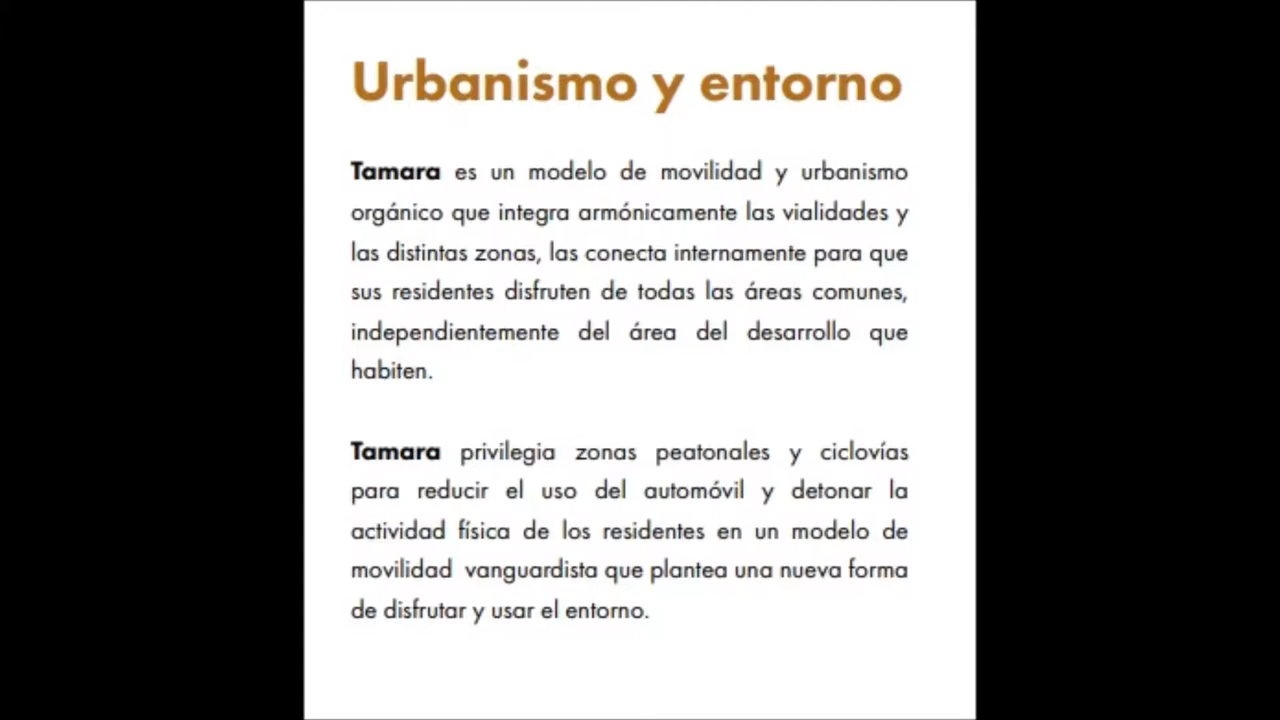 Urbanismo y entorno
Tamara es un modelo de movilidad y urbanismo
orgánico que integra armónicamente las vialidades y
las distintas zonas, las conecta internamente para que
sus residentes disfruten de todas las áreas comunes,
independientemente del área del desarrollo que
habiten.
Tamara privilegia zonas peatonales y ciclovías
para reducir el uso del automóvil y detonar la
actividad física de los residentes en un modelo de
movilidad vanguardista que plantea una nueva forma
de disfrutar y usar el entorno.